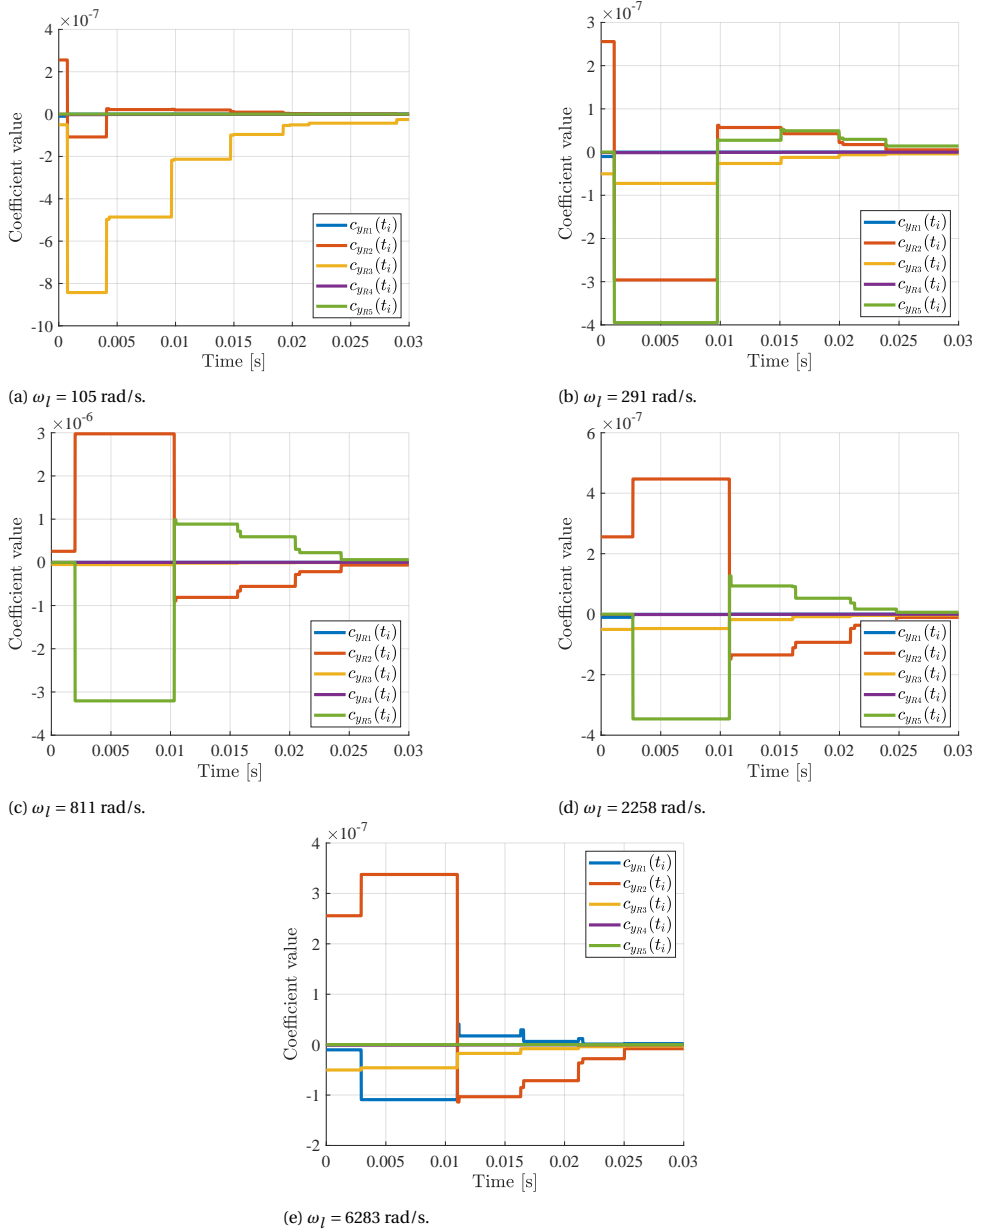 ×10⁻⁷
4
2
0
-2
-4
-6
-8
-10
Coefficient value
c_{y_{R1}}(t_i)
c_{y_{R2}}(t_i)
c_{y_{R3}}(t_i)
c_{y_{R4}}(t_i)
c_{y_{R5}}(t_i)
0 0.005 0.01 0.015 0.02 0.025 0.03
Time [s]
(a) ω_l = 105 rad/s.
×10⁻⁷
3
2
1
0
-1
-2
-3
-4
Coefficient value
c_{y_{R1}}(t_i)
c_{y_{R2}}(t_i)
c_{y_{R3}}(t_i)
c_{y_{R4}}(t_i)
c_{y_{R5}}(t_i)
0 0.005 0.01 0.015 0.02 0.025 0.03
Time [s]
(b) ω_l = 291 rad/s.
×10⁻⁶
3
2
1
0
-1
-2
-3
-4
Coefficient value
c_{y_{R1}}(t_i)
c_{y_{R2}}(t_i)
c_{y_{R3}}(t_i)
c_{y_{R4}}(t_i)
c_{y_{R5}}(t_i)
0 0.005 0.01 0.015 0.02 0.025 0.03
Time [s]
(c) ω_l = 811 rad/s.
×10⁻⁷
6
4
2
0
-2
-4
Coefficient value
c_{y_{R1}}(t_i)
c_{y_{R2}}(t_i)
c_{y_{R3}}(t_i)
c_{y_{R4}}(t_i)
c_{y_{R5}}(t_i)
0 0.005 0.01 0.015 0.02 0.025 0.03
Time [s]
(d) ω_l = 2258 rad/s.
×10⁻⁷
4
3
2
1
0
-1
-2
Coefficient value
c_{y_{R1}}(t_i)
c_{y_{R2}}(t_i)
c_{y_{R3}}(t_i)
c_{y_{R4}}(t_i)
c_{y_{R5}}(t_i)
0 0.005 0.01 0.015 0.02 0.025 0.03
Time [s]
(e) ω_l = 6283 rad/s.